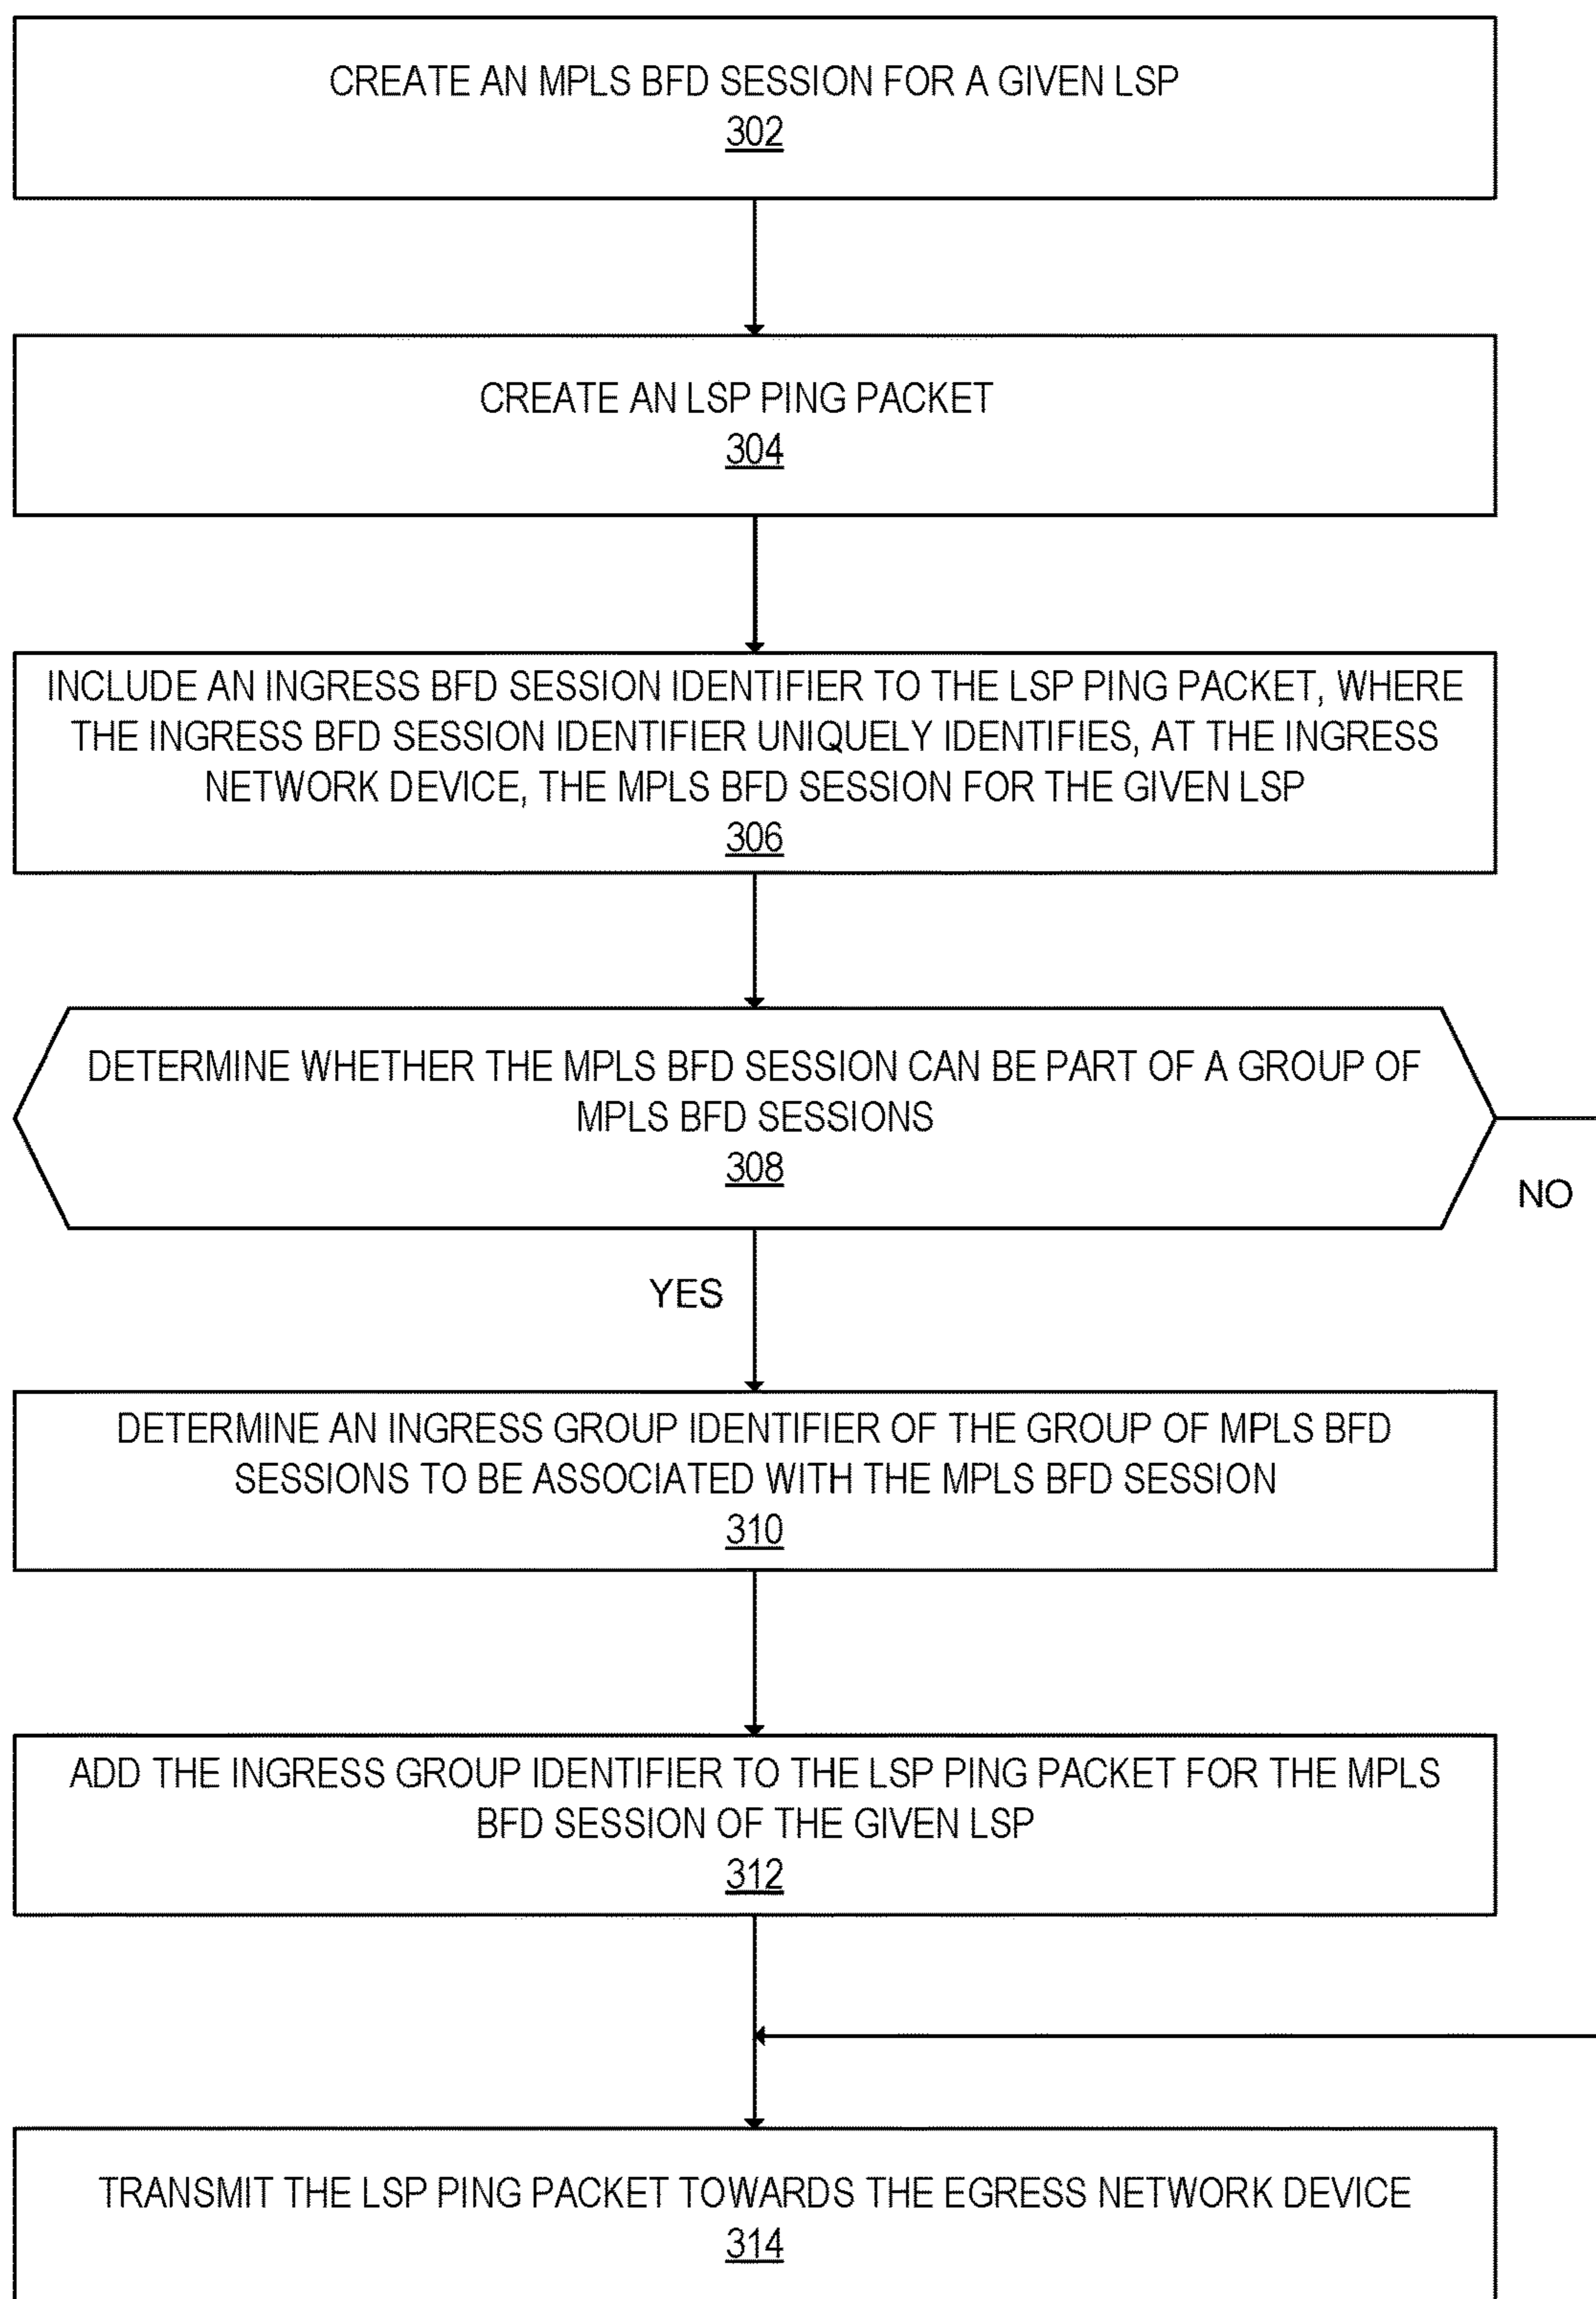 CREATE AN MPLS BFD SESSION FOR A GIVEN LSP
302
CREATE AN LSP PING PACKET
304
INCLUDE AN INGRESS BFD SESSION IDENTIFIER TO THE LSP PING PACKET, WHERE
THE INGRESS BFD SESSION IDENTIFIER UNIQUELY IDENTIFIES, AT THE INGRESS
NETWORK DEVICE, THE MPLS BFD SESSION FOR THE GIVEN LSP
306
DETERMINE WHETHER THE MPLS BFD SESSION CAN BE PART OF A GROUP OF
MPLS BFD SESSIONS
308
NO
YES
DETERMINE AN INGRESS GROUP IDENTIFIER OF THE GROUP OF MPLS BFD
SESSIONS TO BE ASSOCIATED WITH THE MPLS BFD SESSION
310
ADD THE INGRESS GROUP IDENTIFIER TO THE LSP PING PACKET FOR THE MPLS
BFD SESSION OF THE GIVEN LSP
312
TRANSMIT THE LSP PING PACKET TOWARDS THE EGRESS NETWORK DEVICE
314